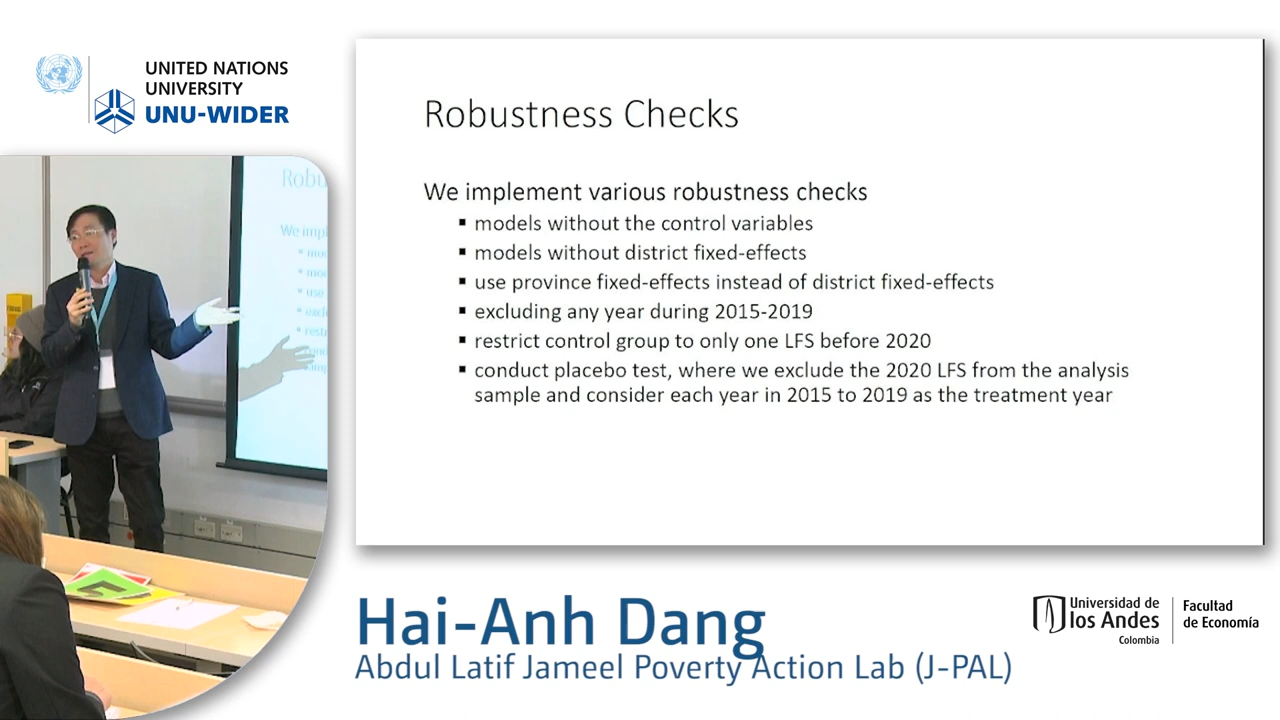 UNITED NATIONS
UNIVERSITY
UNU-WIDER
Robustness Checks
We implement various robustness checks
▪ models without the control variables
▪ models without district fixed-effects
▪ use province fixed-effects instead of district fixed-effects
▪ excluding any year during 2015-2019
▪ restrict control group to only one LFS before 2020
▪ conduct placebo test, where we exclude the 2020 LFS from the analysis
sample and consider each year in 2015 to 2019 as the treatment year
Robu
We impl
5
Hai-Anh Dang
Abdul Latif Jameel Poverty Action Lab (J-PAL)
Universidad de
los Andes
Colombia
Facultad
de Economía